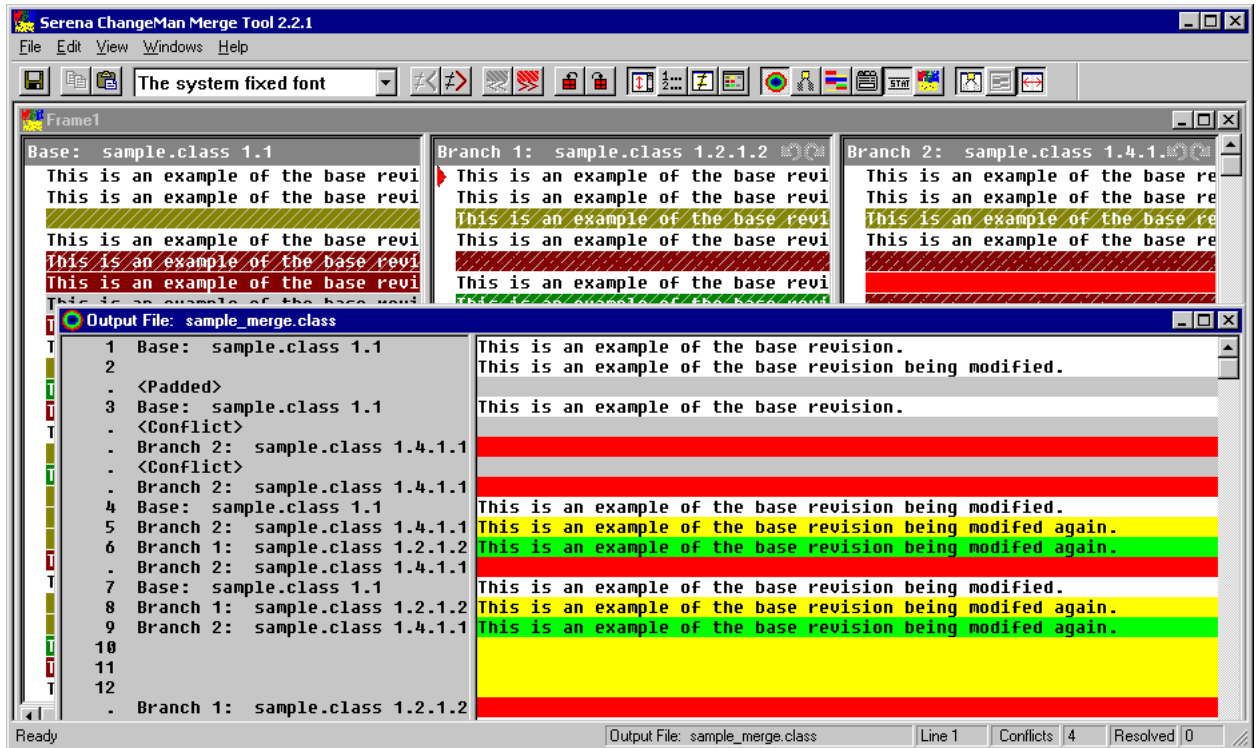 Serena ChangeMan Merge Tool 2.2.1
File Edit View Windows Help
The system fixed font
STAT
Frame1
Base: sample.class 1.1
Branch 1: sample.class 1.2.1.2
Branch 2: sample.class 1.4.1.
This is an example of the base revi This is an example of the base revi This is an example of the base re
This is an example of the base revi This is an example of the base revi This is an example of the base re
This is an example of the base revi This is an example of the base re
This is an example of the base revi This is an example of the base revi This is an example of the base re
This is an example of the base revi
This is an example of the base revi This is an example of the base revi
This is an example of the base revi This is an example of the base revi
Output File: sample_merge.class
1 Base: sample.class 1.1 This is an example of the base revision.
2 This is an example of the base revision being modified.
. <Padded>
3 Base: sample.class 1.1 This is an example of the base revision.
. <Conflict>
. Branch 2: sample.class 1.4.1.1
. <Conflict>
. Branch 2: sample.class 1.4.1.1
4 Base: sample.class 1.1 This is an example of the base revision being modified.
5 Branch 2: sample.class 1.4.1.1 This is an example of the base revision being modifed again.
6 Branch 1: sample.class 1.2.1.2 This is an example of the base revision being modifed again.
. Branch 2: sample.class 1.4.1.1
7 Base: sample.class 1.1 This is an example of the base revision being modified.
8 Branch 1: sample.class 1.2.1.2 This is an example of the base revision being modifed again.
9 Branch 2: sample.class 1.4.1.1 This is an example of the base revision being modifed again.
10
11
12
. Branch 1: sample.class 1.2.1.2
Ready
Output File: sample_merge.class
Line 1
Conflicts 4
Resolved 0